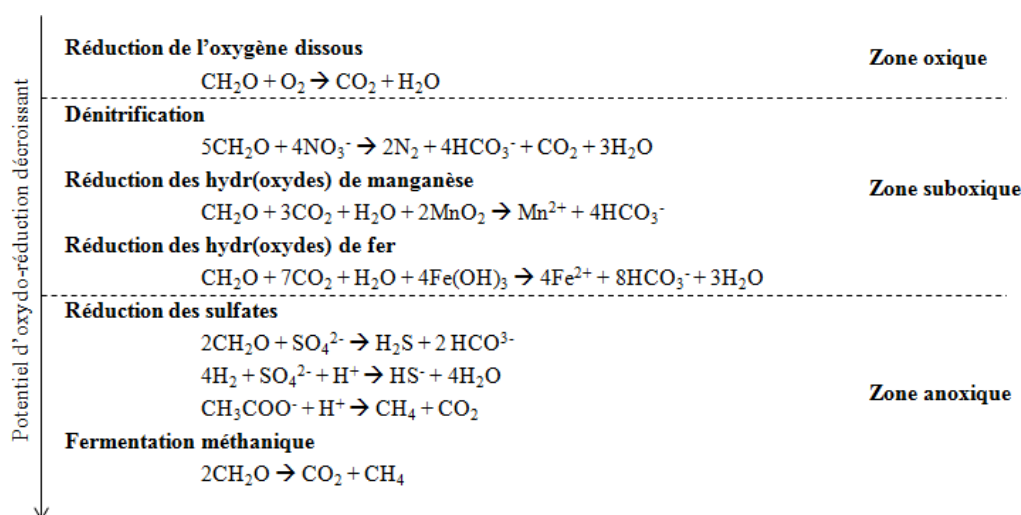 Potentiel d'oxydo-réduction décroissant
Réduction de l'oxygène dissous
Zone oxique
CH₂O + O₂ → CO₂ + H₂O
Dénitrification
5CH₂O + 4NO₃⁻ → 2N₂ + 4HCO₃⁻ + CO₂ + 3H₂O
Réduction des hydr(oxydes) de manganèse
Zone suboxique
CH₂O + 3CO₂ + H₂O + 2MnO₂ → Mn²⁺ + 4HCO₃⁻
Réduction des hydr(oxydes) de fer
CH₂O + 7CO₂ + H₂O + 4Fe(OH)₃ → 4Fe²⁺ + 8HCO₃⁻ + 3H₂O
Réduction des sulfates
2CH₂O + SO₄²⁻ → H₂S + 2 HCO³⁻
4H₂ + SO₄²⁻ + H⁺ → HS⁻ + 4H₂O
Zone anoxique
CH₃COO⁻ + H⁺ → CH₄ + CO₂
Fermentation méthanique
2CH₂O → CO₂ + CH₄